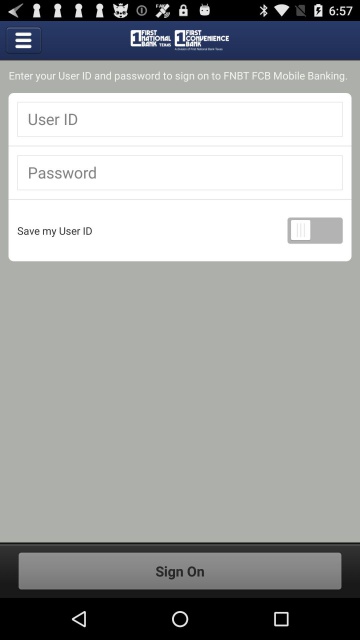 6:57
FIRST NATIONAL BANK TEXAS
FIRST CONVENIENCE BANK
Enter your User ID and password to sign on to FNBT FCB Mobile Banking.
User ID
Password
Save my User ID
Sign On